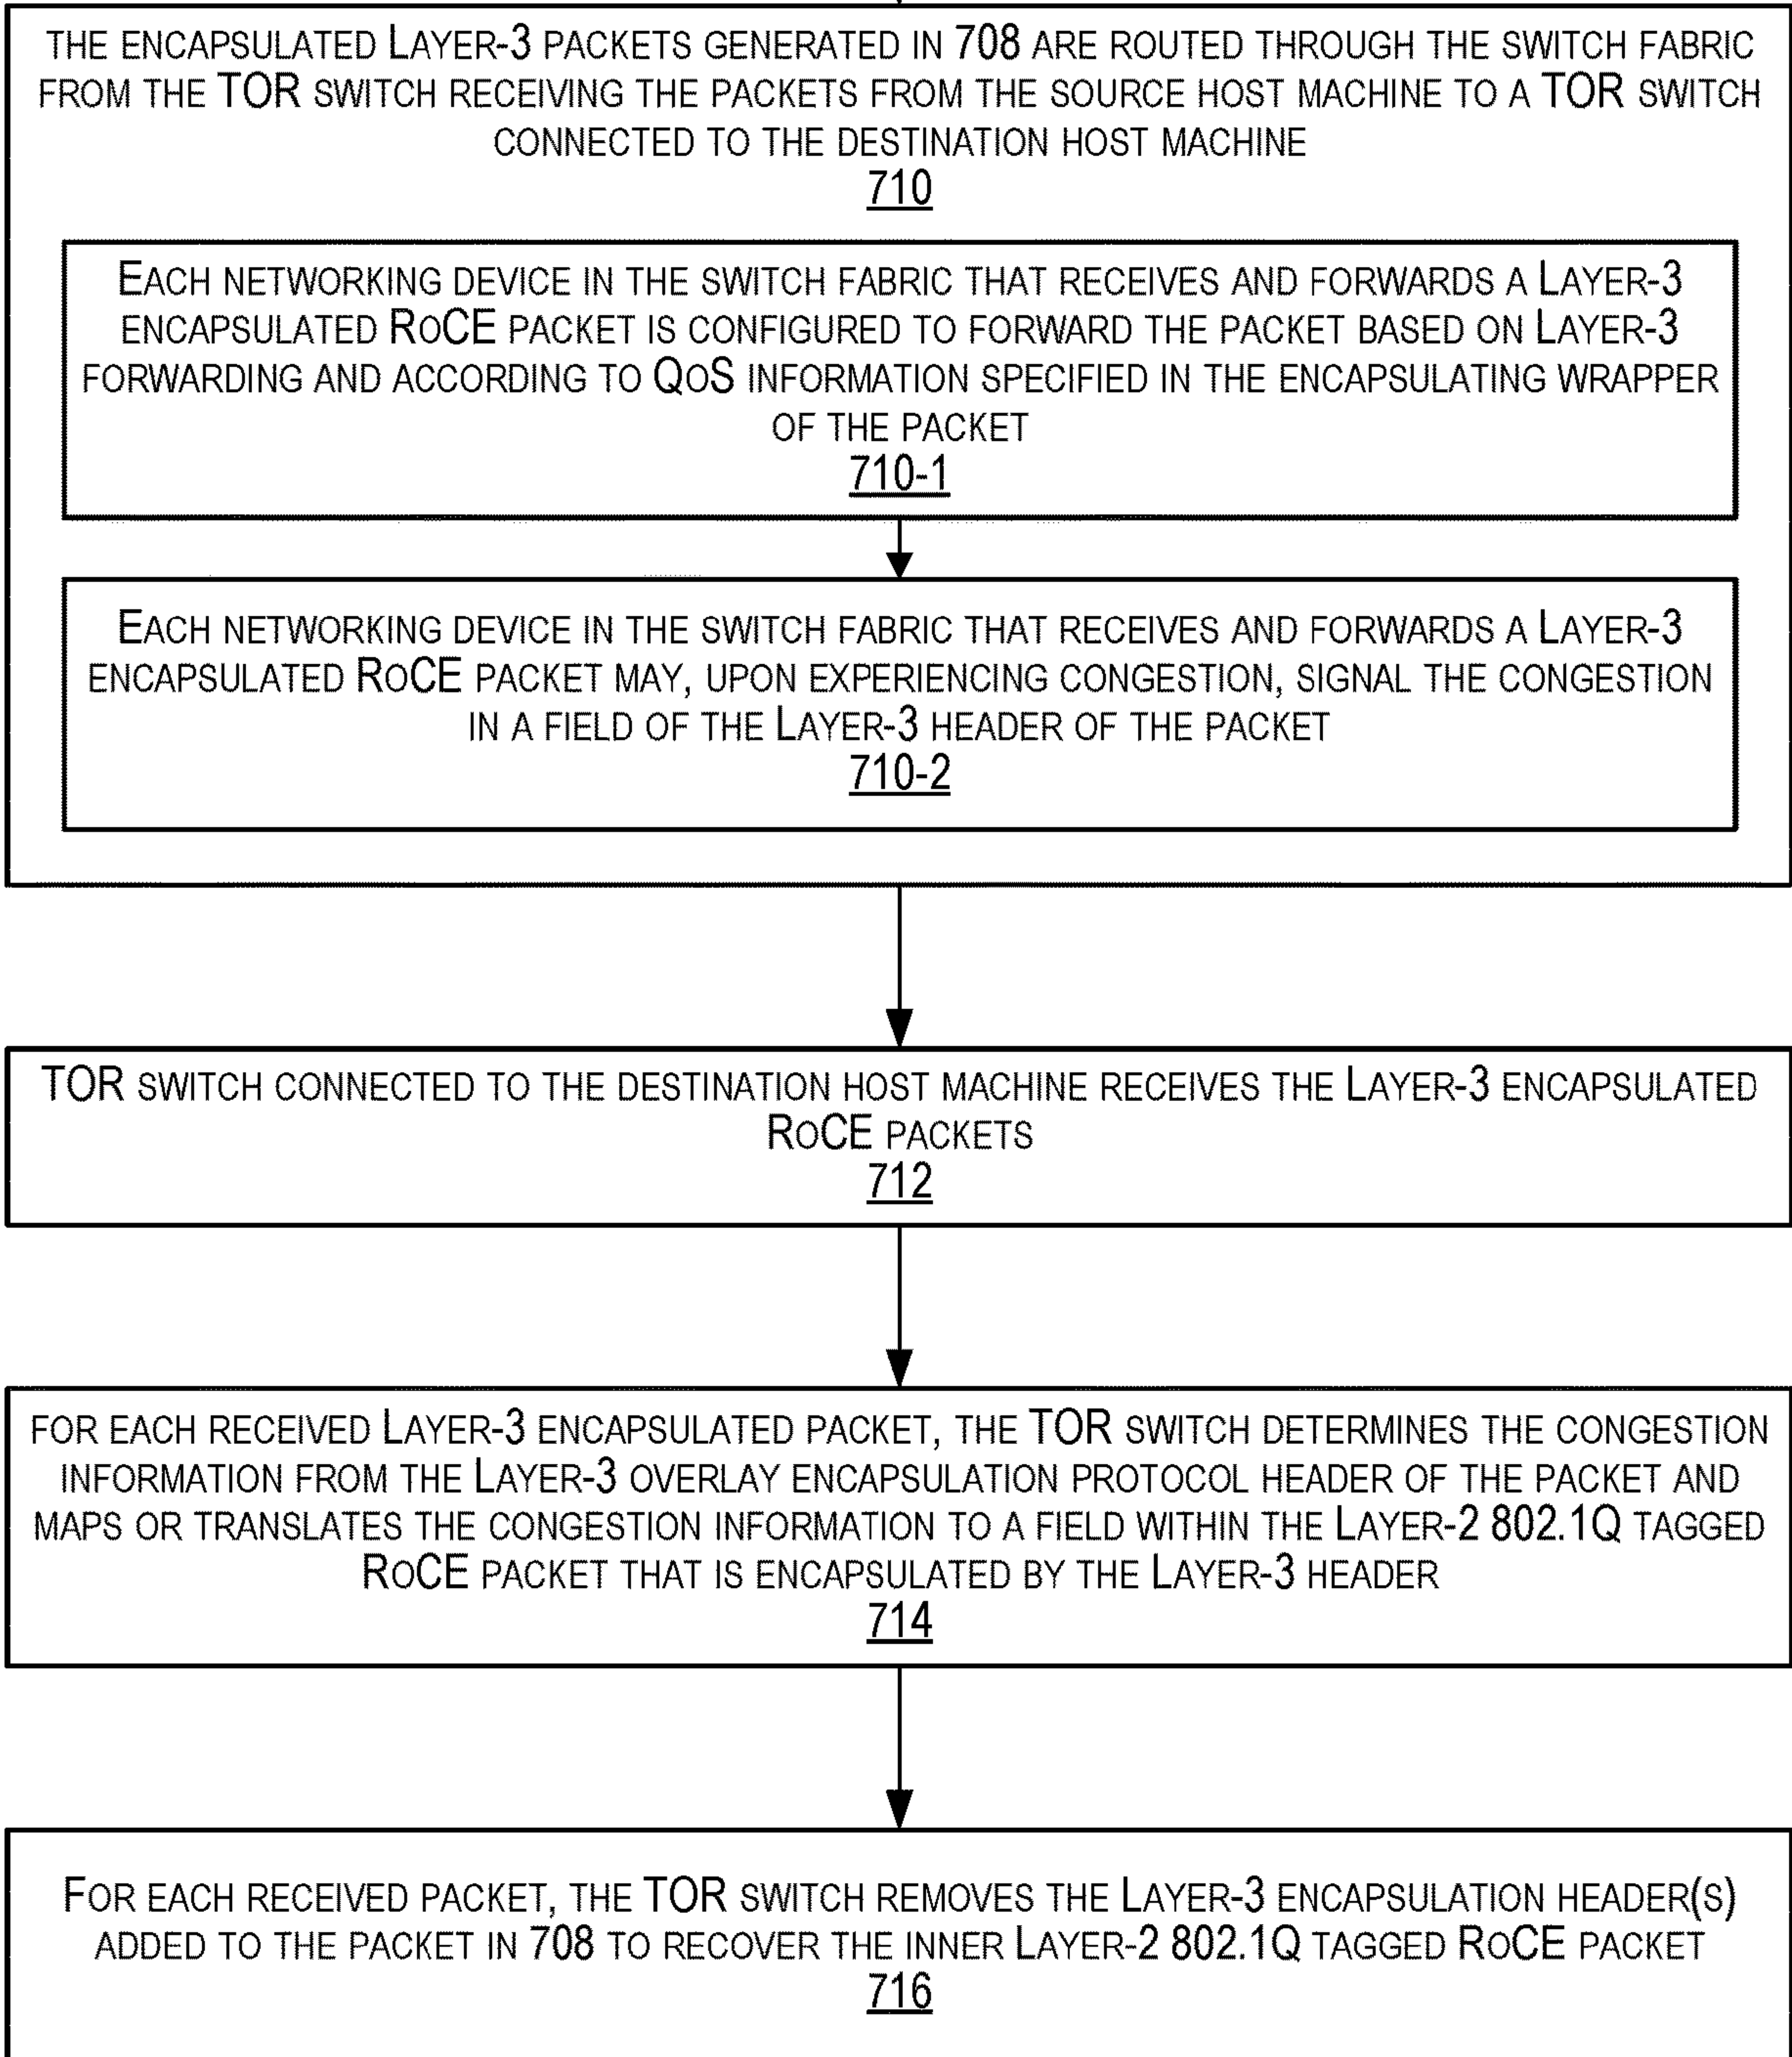 THE ENCAPSULATED LAYER-3 PACKETS GENERATED IN 708 ARE ROUTED THROUGH THE SWITCH FABRIC
FROM THE TOR SWITCH RECEIVING THE PACKETS FROM THE SOURCE HOST MACHINE TO A TOR SWITCH
CONNECTED TO THE DESTINATION HOST MACHINE
710
EACH NETWORKING DEVICE IN THE SWITCH FABRIC THAT RECEIVES AND FORWARDS A LAYER-3
ENCAPSULATED ROCE PACKET IS CONFIGURED TO FORWARD THE PACKET BASED ON LAYER-3
FORWARDING AND ACCORDING TO QOS INFORMATION SPECIFIED IN THE ENCAPSULATING WRAPPER
OF THE PACKET
710-1
EACH NETWORKING DEVICE IN THE SWITCH FABRIC THAT RECEIVES AND FORWARDS A LAYER-3
ENCAPSULATED ROCE PACKET MAY, UPON EXPERIENCING CONGESTION, SIGNAL THE CONGESTION
IN A FIELD OF THE LAYER-3 HEADER OF THE PACKET
710-2
TOR SWITCH CONNECTED TO THE DESTINATION HOST MACHINE RECEIVES THE LAYER-3 ENCAPSULATED
ROCE PACKETS
712
FOR EACH RECEIVED LAYER-3 ENCAPSULATED PACKET, THE TOR SWITCH DETERMINES THE CONGESTION
INFORMATION FROM THE LAYER-3 OVERLAY ENCAPSULATION PROTOCOL HEADER OF THE PACKET AND
MAPS OR TRANSLATES THE CONGESTION INFORMATION TO A FIELD WITHIN THE LAYER-2 802.1Q TAGGED
ROCE PACKET THAT IS ENCAPSULATED BY THE LAYER-3 HEADER
714
FOR EACH RECEIVED PACKET, THE TOR SWITCH REMOVES THE LAYER-3 ENCAPSULATION HEADER(S)
ADDED TO THE PACKET IN 708 TO RECOVER THE INNER LAYER-2 802.1Q TAGGED ROCE PACKET
716